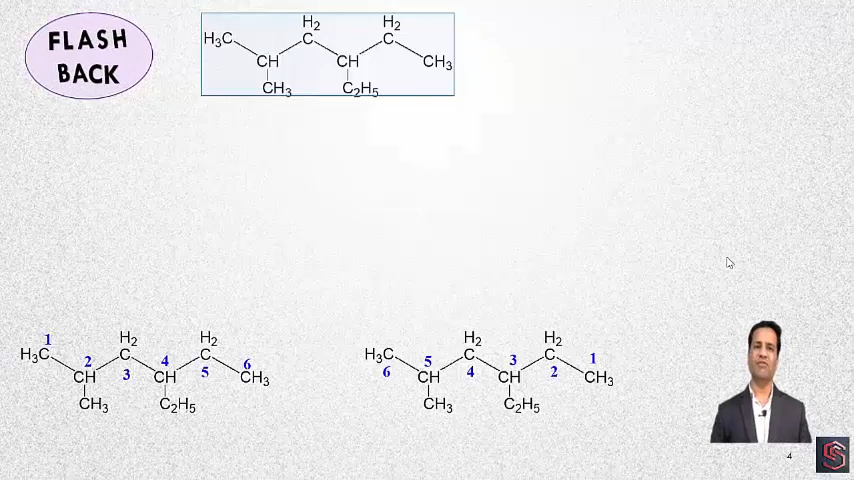 FLASH
BACK
H₂ H₂
H₃C C C
CH CH CH₃
CH₃ C₂H₅
1 H₂ H₂
H₃C 2 C 4 C 6
CH 3 CH 5 CH₃
CH₃ C₂H₅
H₂ H₂
H₃C 5 C 3 C 1
6 CH 4 CH 2 CH₃
CH₃ C₂H₅
4